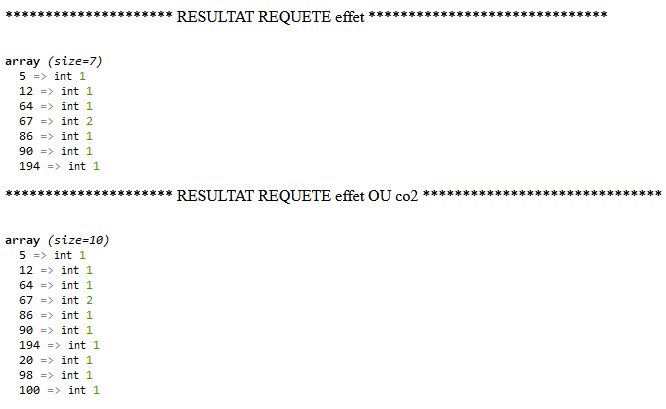 ********************* RESULTAT REQUETE effet ******************************
array (size=7)
5 => int 1
12 => int 1
64 => int 1
67 => int 2
86 => int 1
90 => int 1
194 => int 1
********************* RESULTAT REQUETE effet OU co2 ******************************
array (size=10)
5 => int 1
12 => int 1
64 => int 1
67 => int 2
86 => int 1
90 => int 1
194 => int 1
20 => int 1
98 => int 1
100 => int 1